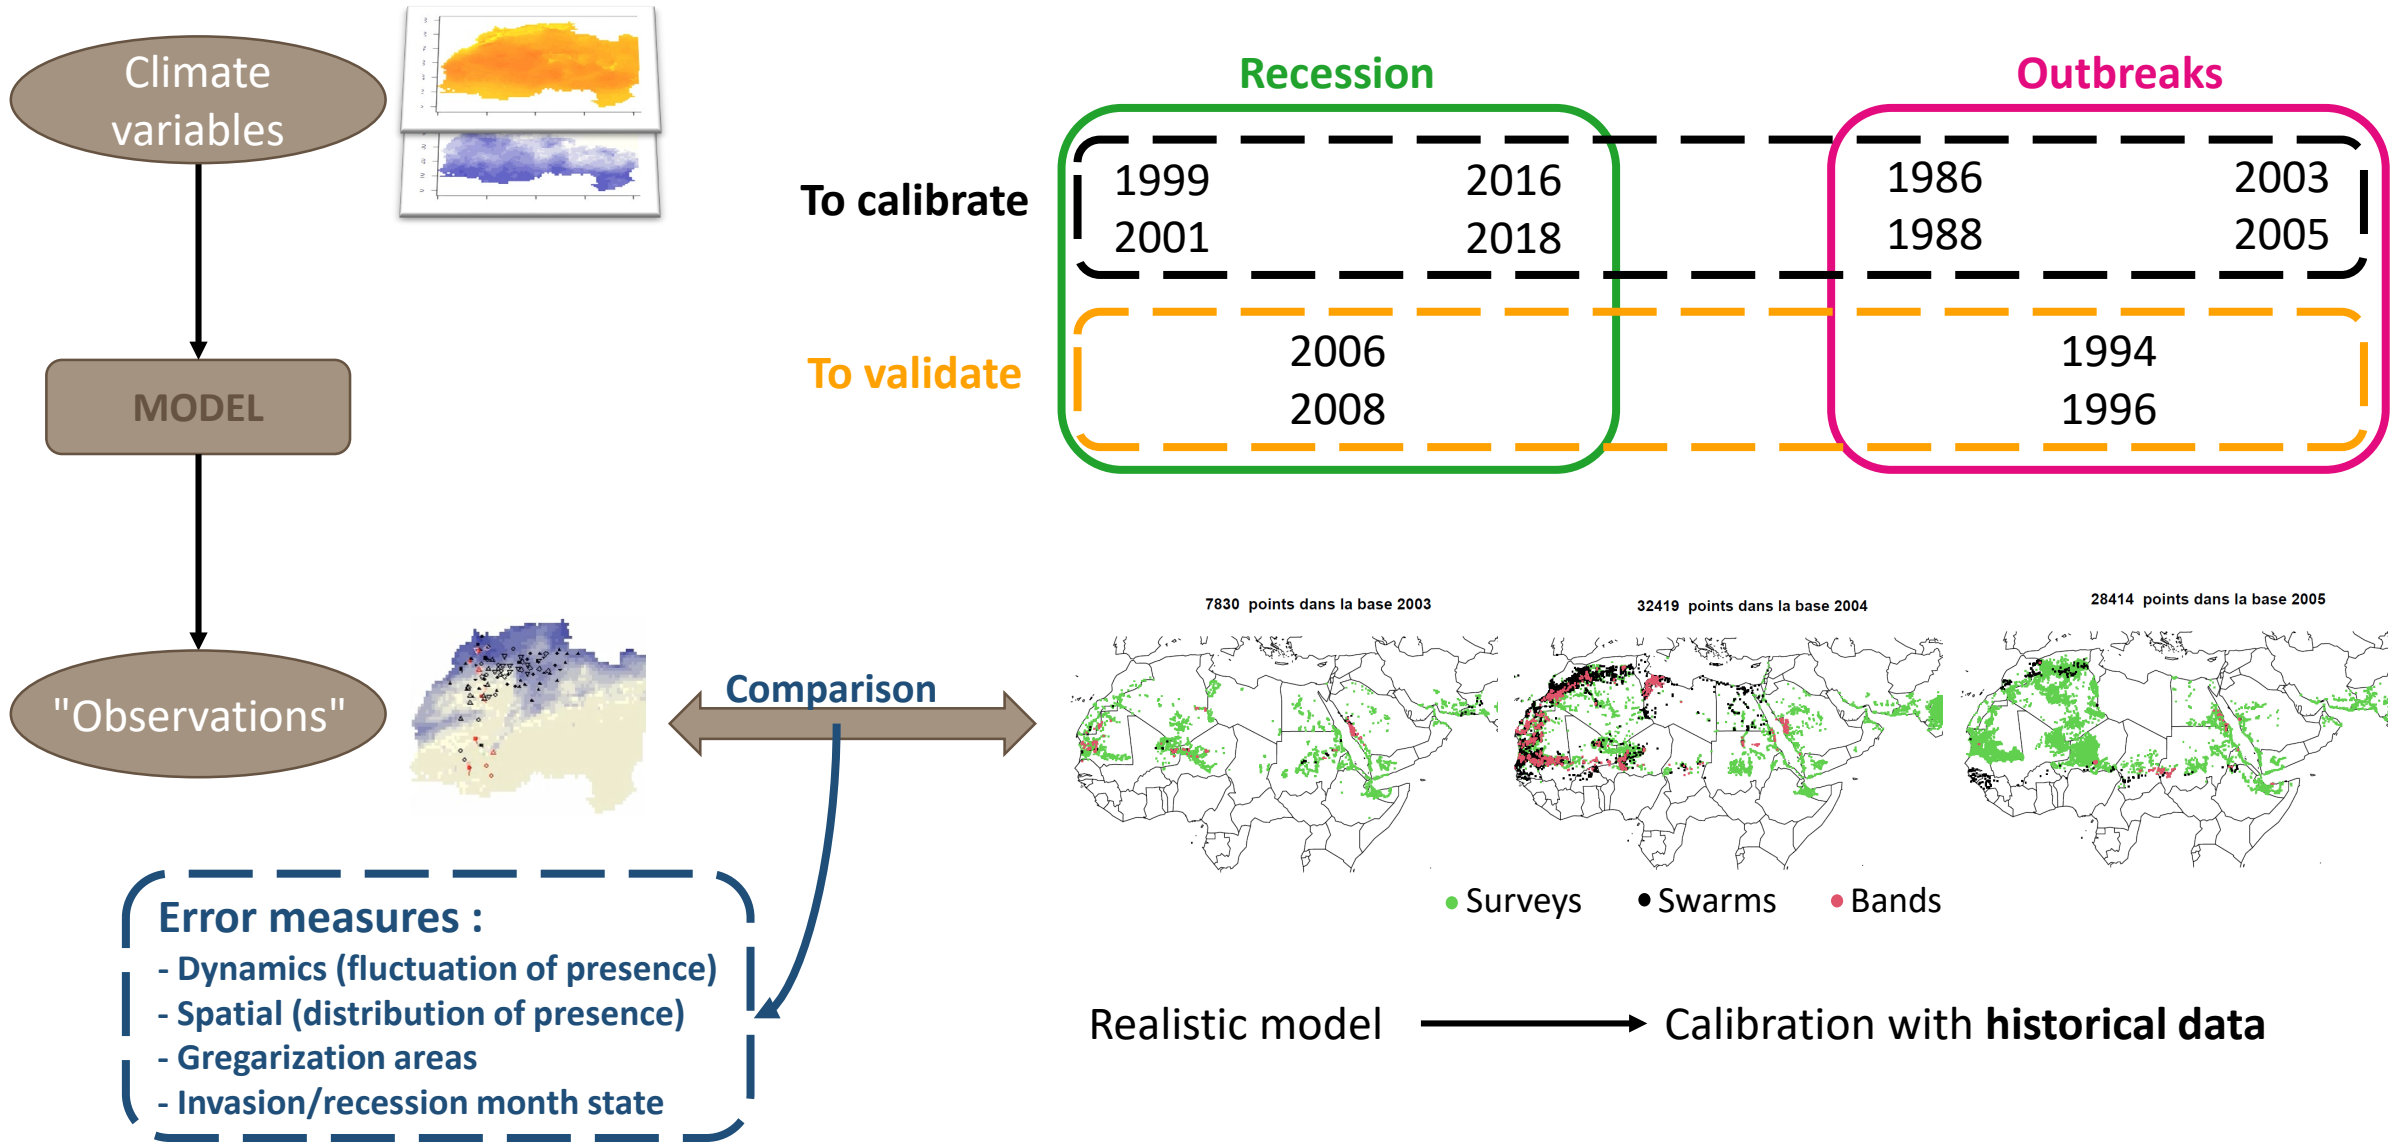 Climate
variables
MODEL
"Observations"
Recession
Outbreaks
To calibrate
1999 2016 1986 2003
2001 2018 1988 2005
To validate
2006 1994
2008 1996
Comparison
7830 points dans la base 2003
32419 points dans la base 2004
28414 points dans la base 2005
Surveys Swarms Bands
Error measures :
- Dynamics (fluctuation of presence)
- Spatial (distribution of presence)
- Gregarization areas
- Invasion/recession month state
Realistic model Calibration with historical data